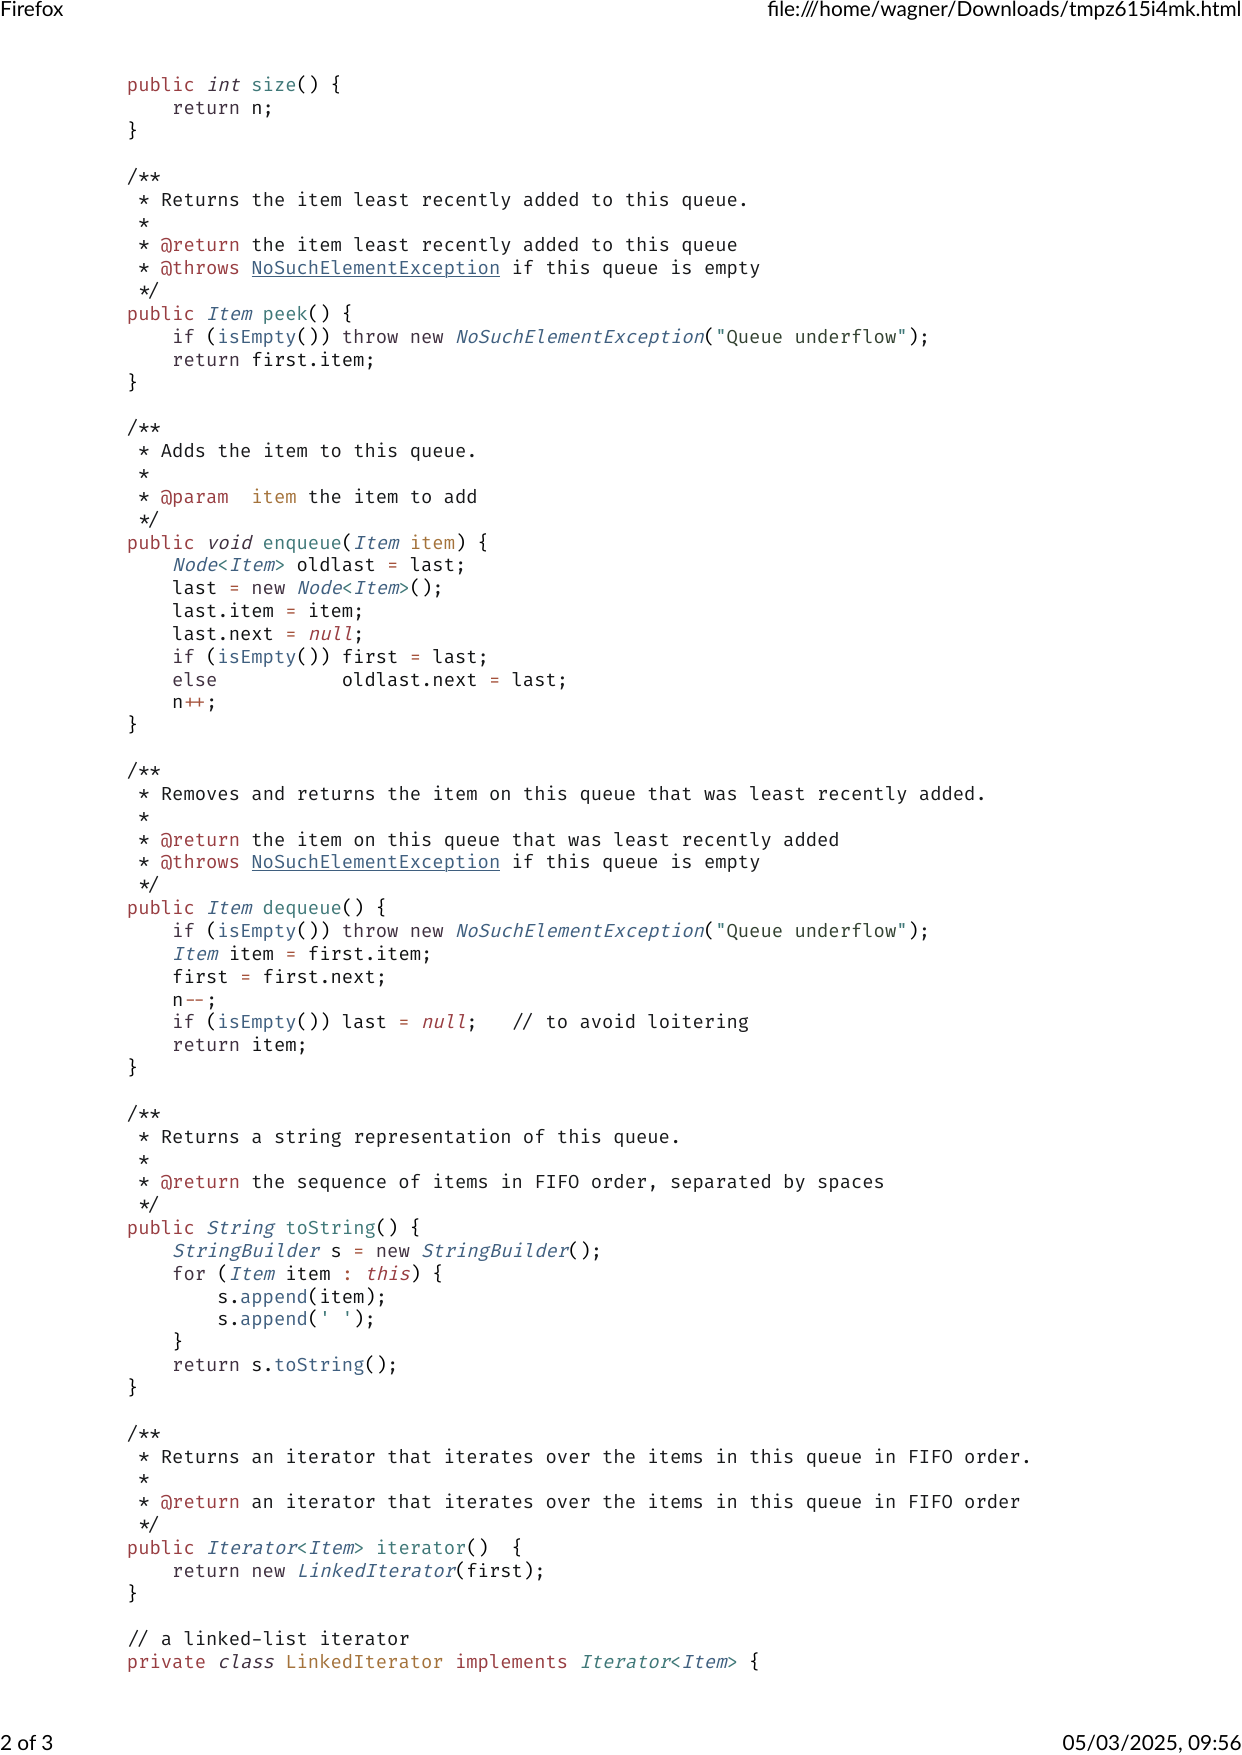 Firefox
file:///home/wagner/Downloads/tmpz615i4mk.html
public int size() {
    return n;
}
/**
 * Returns the item least recently added to this queue.
 *
 * @return the item least recently added to this queue
 * @throws NoSuchElementException if this queue is empty
 */
public Item peek() {
    if (isEmpty()) throw new NoSuchElementException("Queue underflow");
    return first.item;
}
/**
 * Adds the item to this queue.
 *
 * @param  item the item to add
 */
public void enqueue(Item item) {
    Node<Item> oldlast = last;
    last = new Node<Item>();
    last.item = item;
    last.next = null;
    if (isEmpty()) first = last;
    else           oldlast.next = last;
    n++;
}
/**
 * Removes and returns the item on this queue that was least recently added.
 *
 * @return the item on this queue that was least recently added
 * @throws NoSuchElementException if this queue is empty
 */
public Item dequeue() {
    if (isEmpty()) throw new NoSuchElementException("Queue underflow");
    Item item = first.item;
    first = first.next;
    n--;
    if (isEmpty()) last = null;   // to avoid loitering
    return item;
}
/**
 * Returns a string representation of this queue.
 *
 * @return the sequence of items in FIFO order, separated by spaces
 */
public String toString() {
    StringBuilder s = new StringBuilder();
    for (Item item : this) {
        s.append(item);
        s.append(' ');
    }
    return s.toString();
}
/**
 * Returns an iterator that iterates over the items in this queue in FIFO order.
 *
 * @return an iterator that iterates over the items in this queue in FIFO order
 */
public Iterator<Item> iterator()  {
    return new LinkedIterator(first);
}
// a linked-list iterator
private class LinkedIterator implements Iterator<Item> {
2 of 3
05/03/2025, 09:56